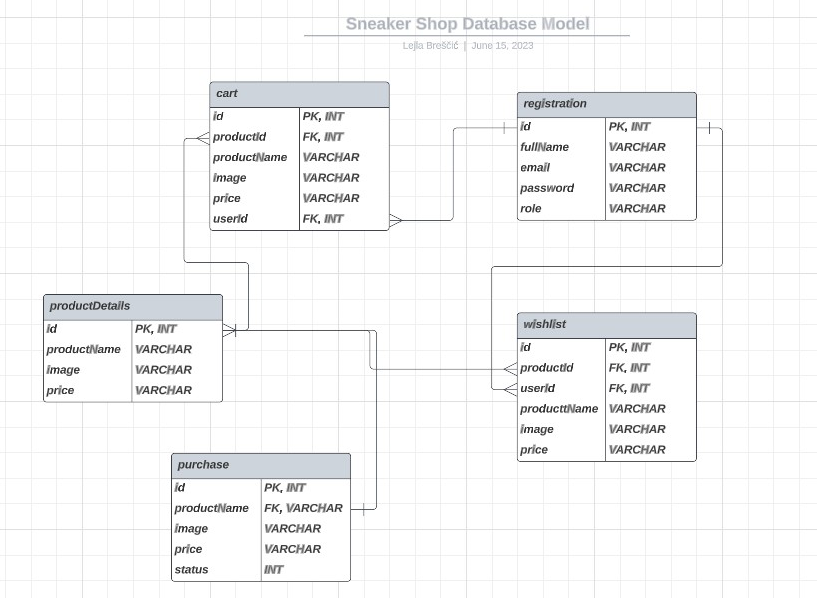 Sneaker Shop Database Model
Lejla Breščić | June 15, 2023
cart
id PK, INT
productId FK, INT
productName VARCHAR
image VARCHAR
price VARCHAR
userId FK, INT
registration
id PK, INT
fullName VARCHAR
email VARCHAR
password VARCHAR
role VARCHAR
productDetails
id PK, INT
productName VARCHAR
image VARCHAR
price VARCHAR
wishlist
id PK, INT
productId FK, INT
userId FK, INT
producttName VARCHAR
image VARCHAR
price VARCHAR
purchase
id PK, INT
productName FK, VARCHAR
image VARCHAR
price VARCHAR
status INT